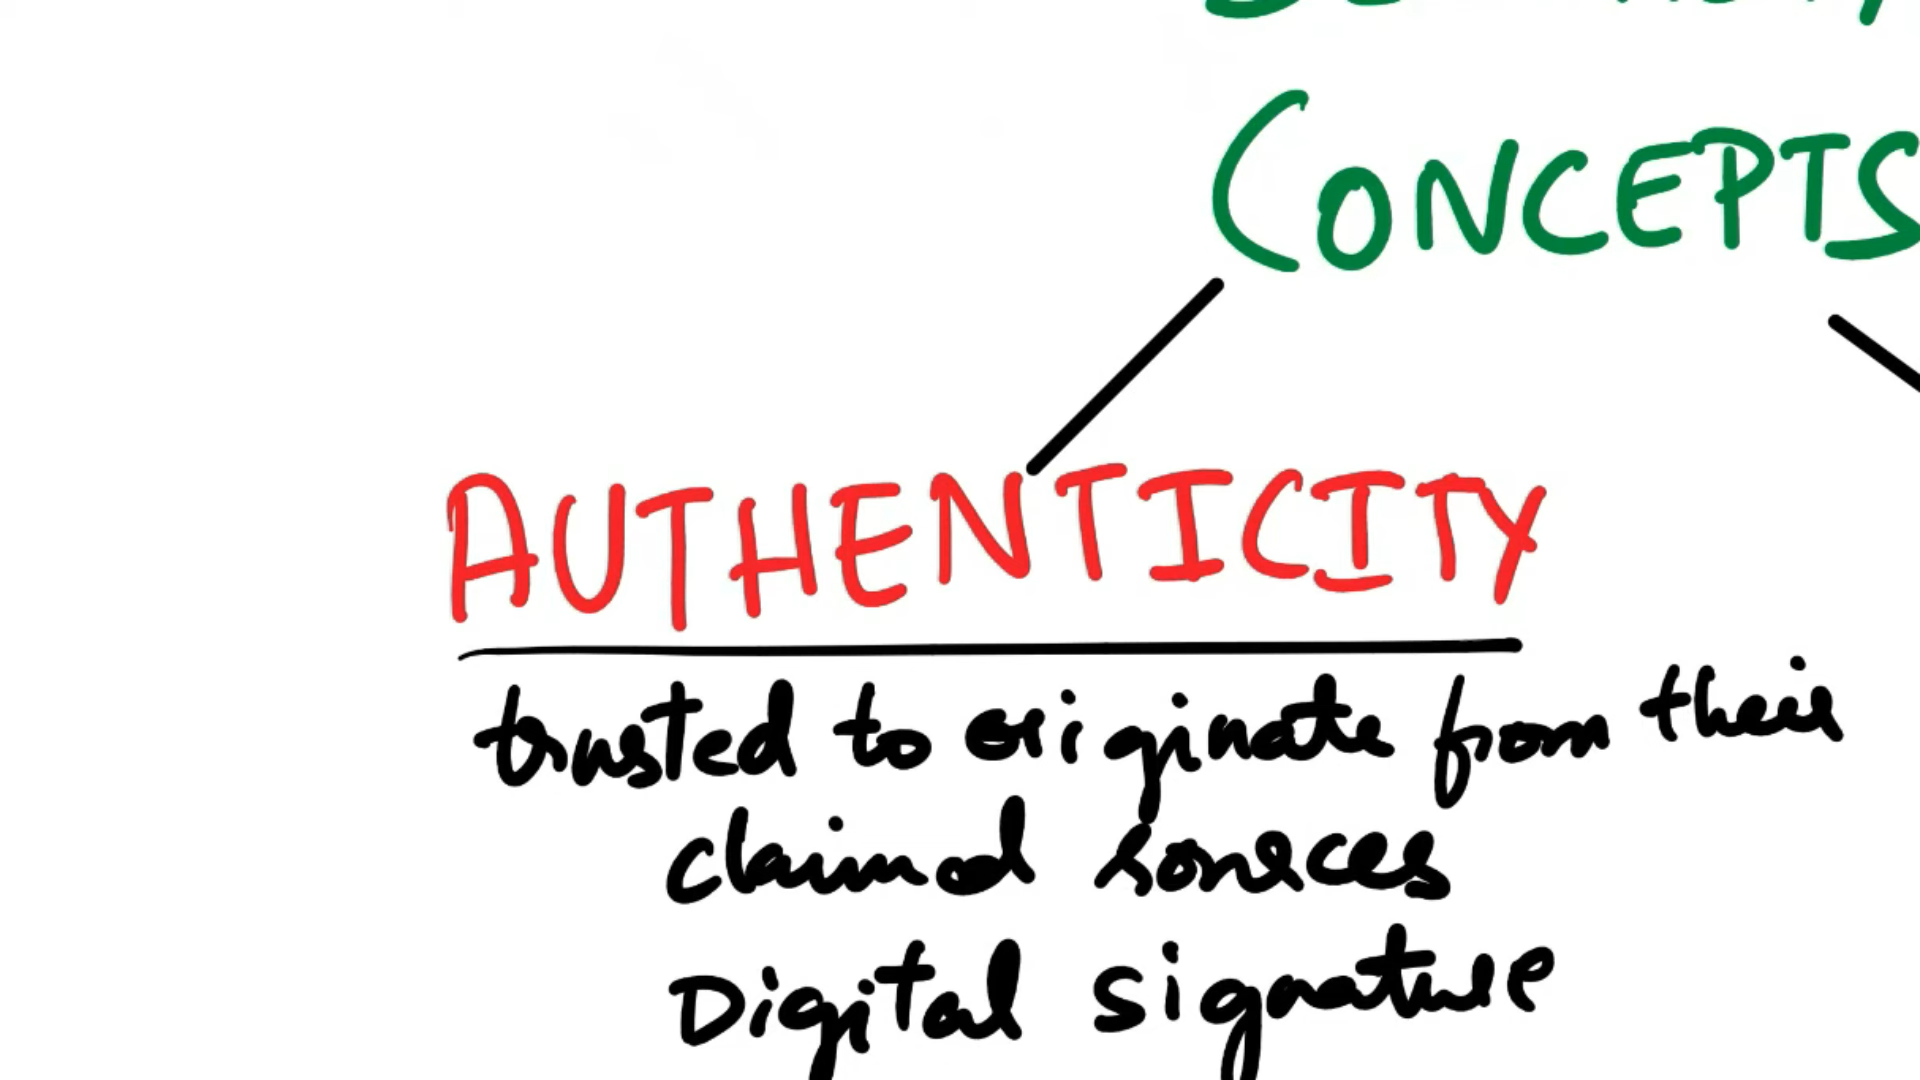 CONCEPTS
AUTHENTICITY
trusted to originate from their
claimed sources
Digital signature